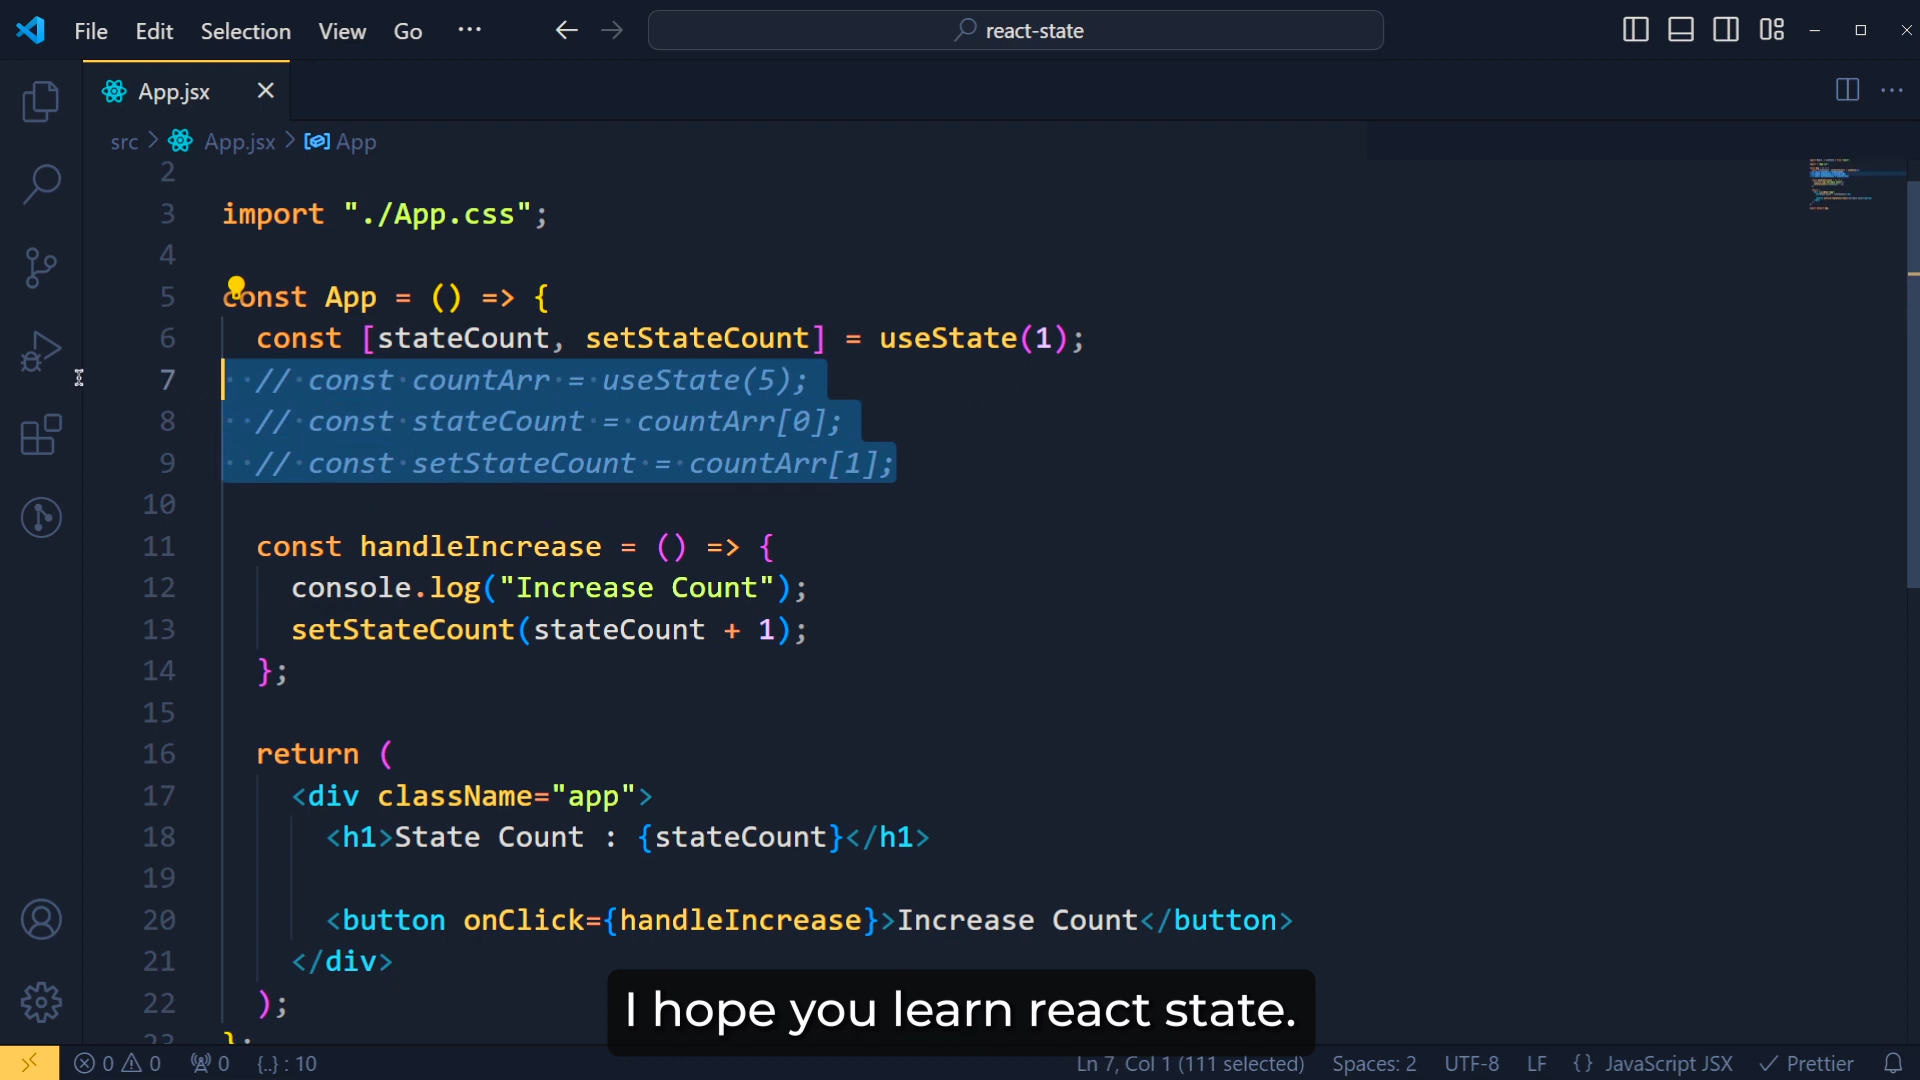 File Edit Selection View Go ··· react-state
App.jsx
src > App.jsx > App
2
3 import "./App.css";
4
5 const App = () => {
6 const [stateCount, setStateCount] = useState(1);
7 // const countArr = useState(5);
8 // const stateCount = countArr[0];
9 // const setStateCount = countArr[1];
10
11 const handleIncrease = () => {
12 console.log("Increase Count");
13 setStateCount(stateCount + 1);
14 };
15
16 return (
17 <div className="app">
18 <h1>State Count : {stateCount}</h1>
19
20 <button onClick={handleIncrease}>Increase Count</button>
21 </div>
22 );
23 };
I hope you learn react state.
0 0 0 {..} : 10 Ln 7, Col 1 (111 selected) Spaces: 2 UTF-8 LF {} JavaScript JSX Prettier